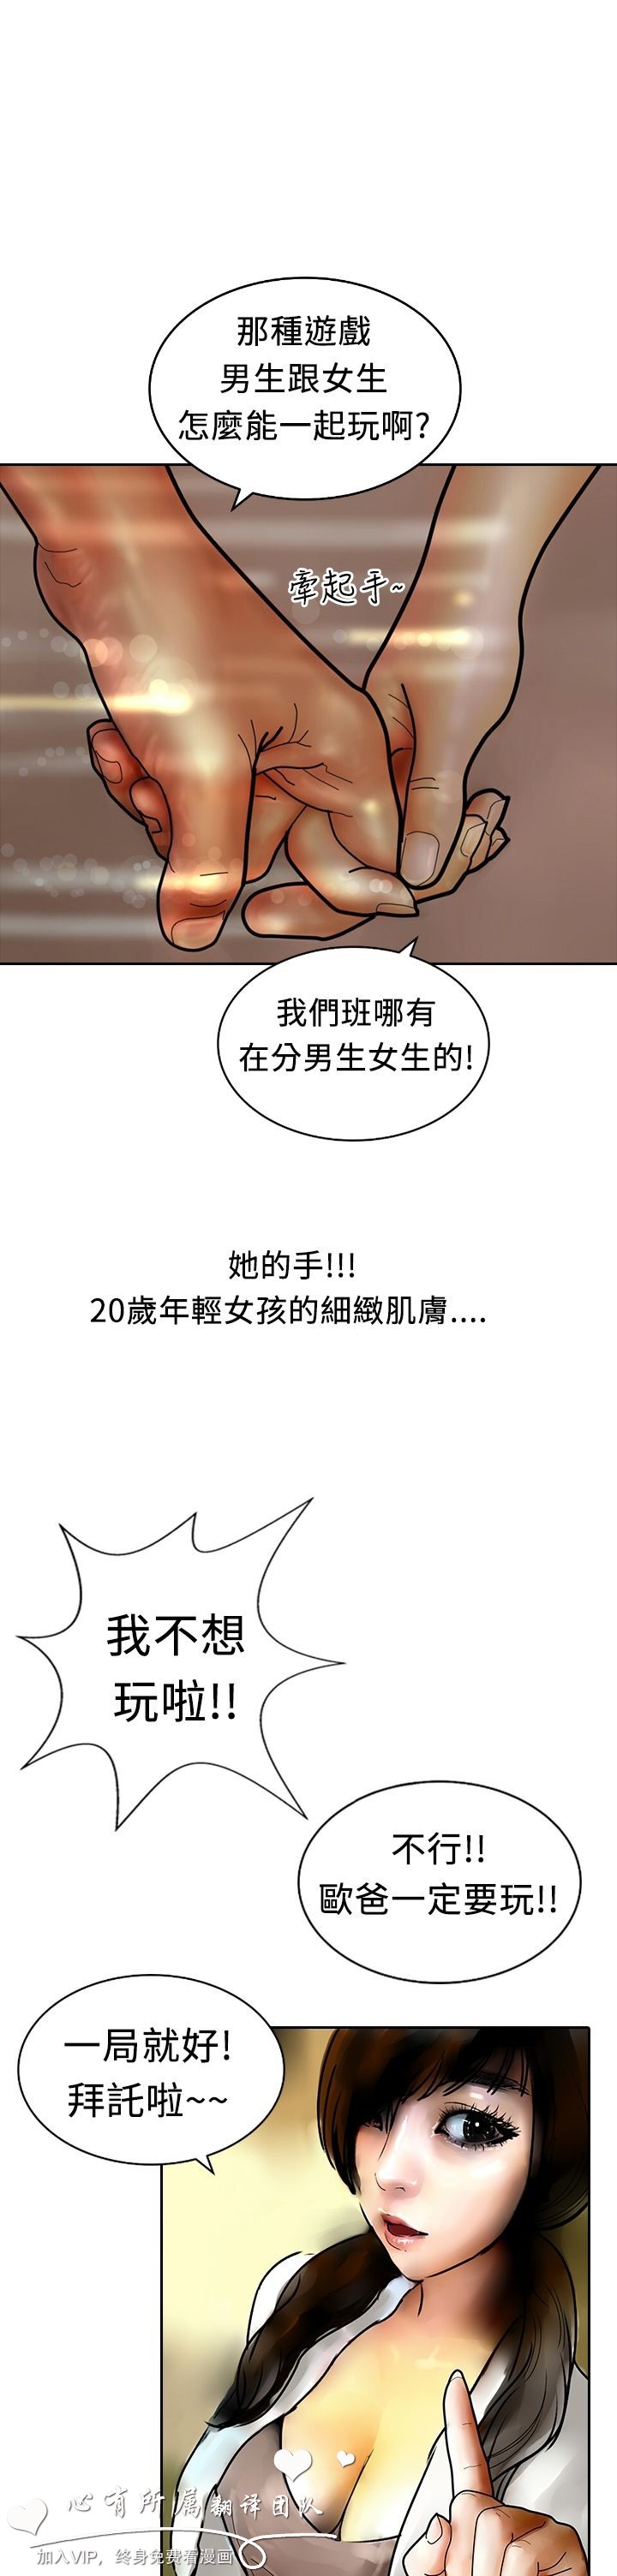 那種遊戲
男生跟女生
怎麼能一起玩啊?
牽起手~
我們班哪有
在分男生女生的!
她的手!!!
20歲年輕女孩的細緻肌膚....
我不想
玩啦!!
不行!!
歐爸一定要玩!!
一局就好!
拜託啦~~
心有所属翻译团队
加入VIP，终身免费看漫画